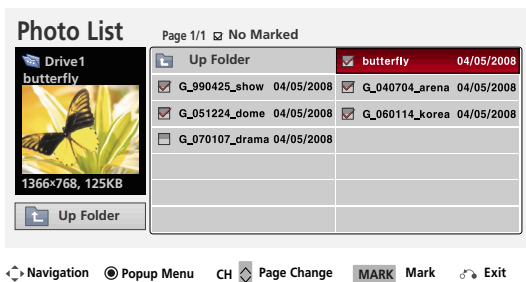 Photo List Page 1/1 No Marked
Drive1
butterfly
1366×768, 125KB
Up Folder
Up Folder butterfly 04/05/2008
G_990425_show 04/05/2008 G_040704_arena 04/05/2008
G_051224_dome 04/05/2008 G_060114_korea 04/05/2008
G_070107_drama 04/05/2008
Navigation Popup Menu CH Page Change MARK Mark Exit